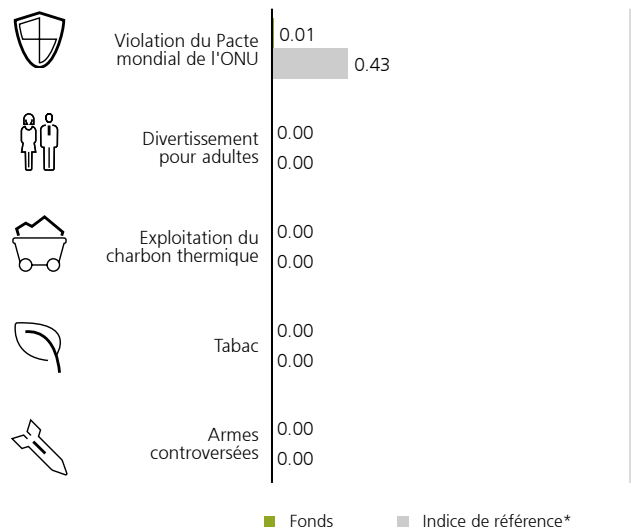 Violation du Pacte
mondial de l'ONU
0.01
0.43
Divertissement
pour adultes
0.00
0.00
Exploitation du
charbon thermique
0.00
0.00
Tabac
0.00
0.00
Armes
controversées
0.00
0.00
Fonds
Indice de référence*